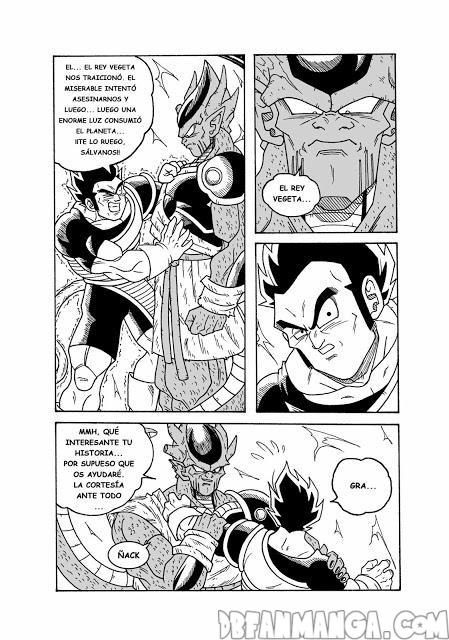 EL... EL REY VEGETA
NOS TRAICIONÓ. EL
MISERABLE INTENTÓ
ASESINARNOS Y
LUEGO... LUEGO UNA
ENORME LUZ CONSUMIÓ
EL PLANETA...
¡¡TE LO RUEGO,
SÁLVANOS!!
EL REY
VEGETA...
MMH, QUÉ
INTERESANTE TU
HISTORIA...
POR SUPUESO QUE
OS AYUDARÉ.
LA CORTESÍA
ANTE TODO
...
GRA...
ÑACK
DBFANMANGA.COM